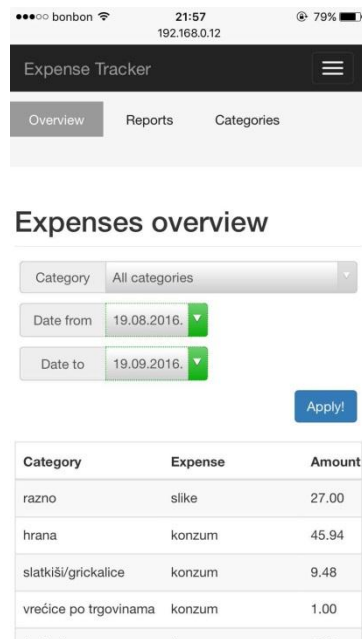 bonbon 21:57 79%
192.168.0.12
Expense Tracker
Overview Reports Categories
Expenses overview
Category All categories
Date from 19.08.2016.
Date to 19.09.2016.
Apply!
Category Expense Amount
razno slike 27.00
hrana konzum 45.94
slatkiši/grickalice konzum 9.48
vrećice po trgovinama konzum 1.00